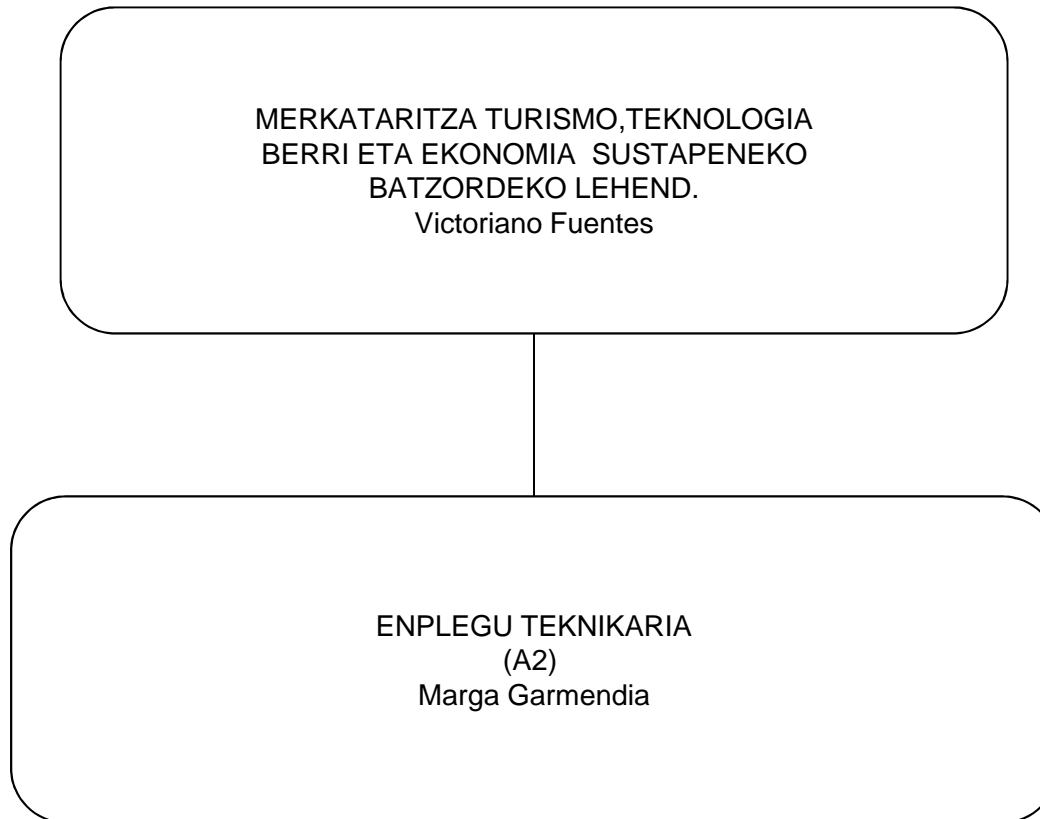 MERKATARITZA TURISMO,TEKNOLOGIA
BERRI ETA EKONOMIA  SUSTAPENEKO
BATZORDEKO LEHEND.
Victoriano Fuentes
ENPLEGU TEKNIKARIA
(A2)
Marga Garmendia